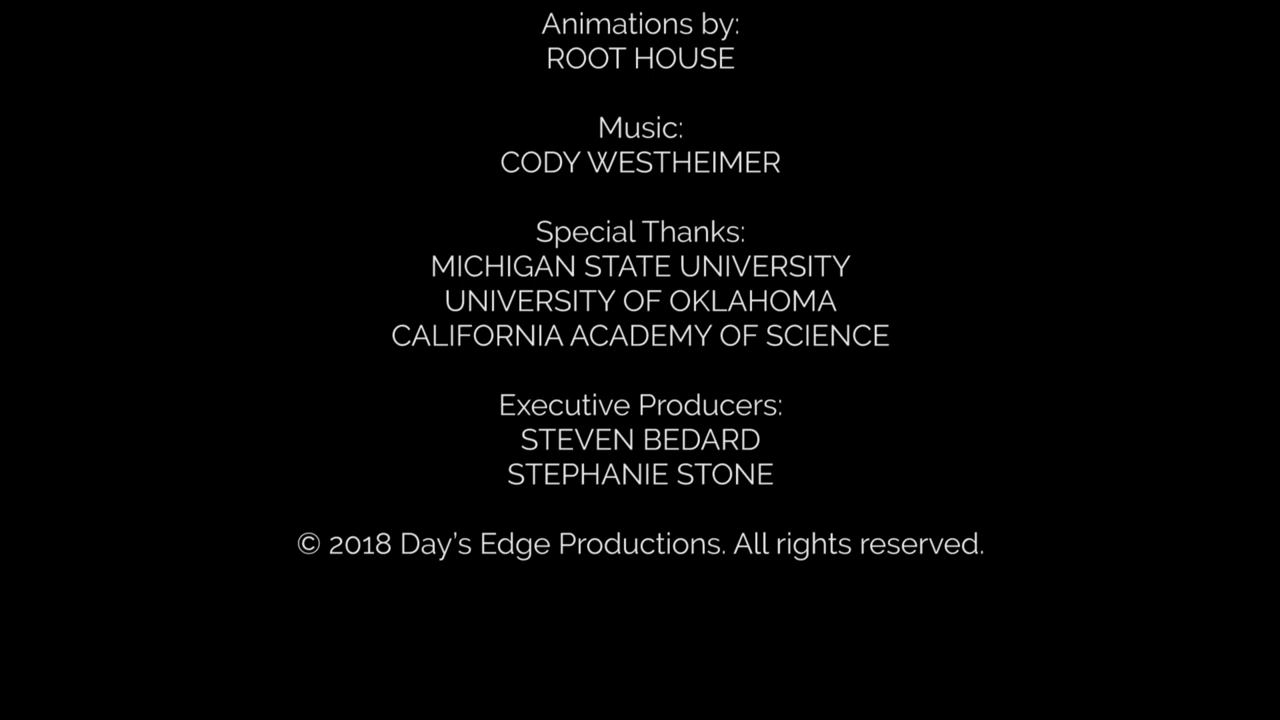 Animations by:
ROOT HOUSE
Music:
CODY WESTHEIMER
Special Thanks:
MICHIGAN STATE UNIVERSITY
UNIVERSITY OF OKLAHOMA
CALIFORNIA ACADEMY OF SCIENCE
Executive Producers:
STEVEN BEDARD
STEPHANIE STONE
© 2018 Day’s Edge Productions. All rights reserved.